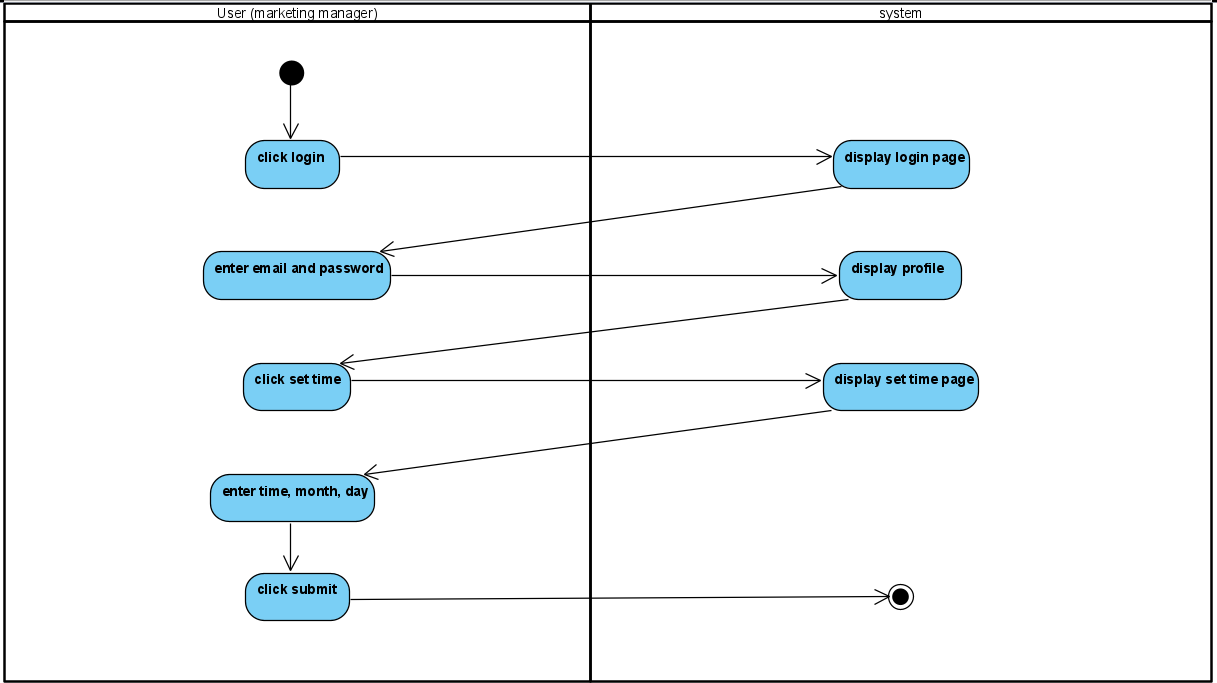 User (marketing manager)
system
click login
display login page
enter email and password
display profile
click set time
display set time page
enter time, month, day
click submit